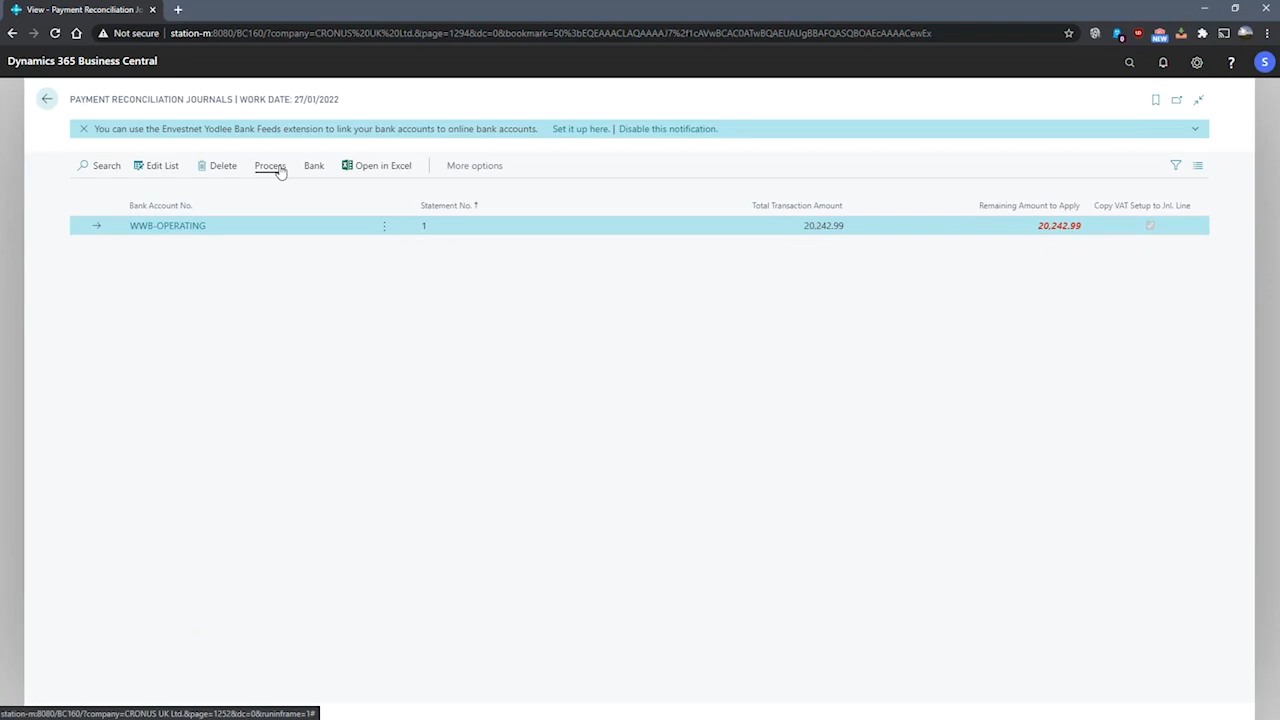 View - Payment Reconciliation Jo
Not secure station-m:8080/BC160/?company=CRONUS%20UK%20Ltd.&page=1294&dc=0&bookmark=50%3bEQEAAACLAQAAAAJ7%2f1cAVwBCAC0ATwBQAEUAUgBBAFQASQBOAEcAAAACewEx
Dynamics 365 Business Central
PAYMENT RECONCILIATION JOURNALS | WORK DATE: 27/01/2022
You can use the Envestnet Yodlee Bank Feeds extension to link your bank accounts to online bank accounts. Set it up here. | Disable this notification.
Search Edit List Delete Process Bank Open in Excel More options
Bank Account No. Statement No. ↑ Total Transaction Amount Remaining Amount to Apply Copy VAT Setup to Jnl. Line
WWB-OPERATING 1 20,242.99 20,242.99
station-m:8080/BC160/?company=CRONUS UK Ltd.&page=1252&dc=0&runinframe=1#
NEW
0
S